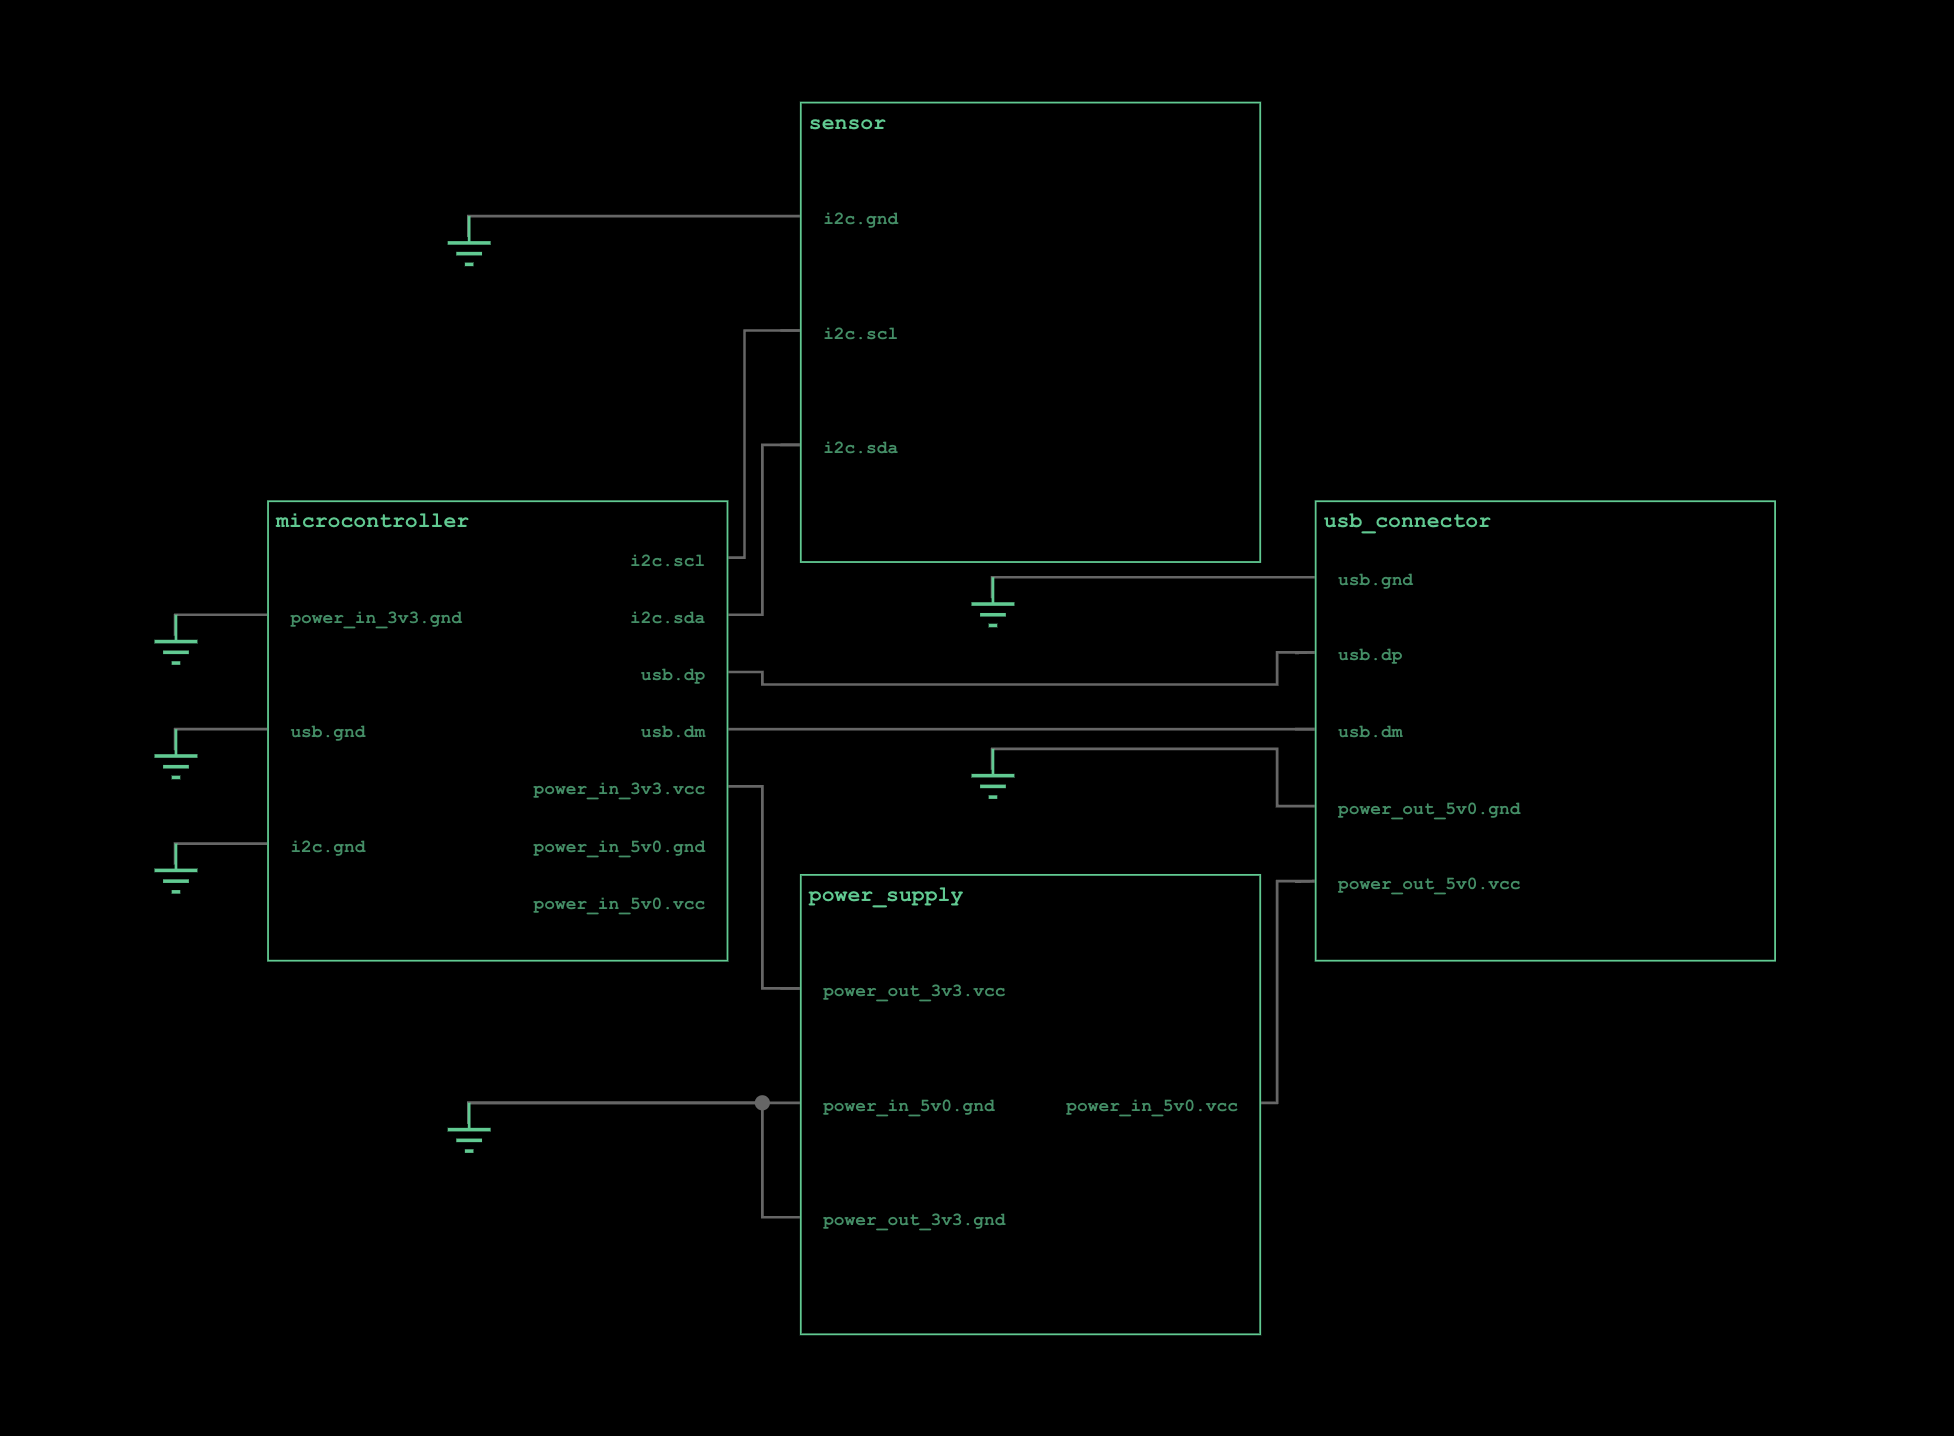 sensor
i2c.gnd
i2c.scl
i2c.sda
microcontroller
i2c.scl
power_in_3v3.gnd
i2c.sda
usb.dp
usb.gnd
usb.dm
power_in_3v3.vcc
i2c.gnd
power_in_5v0.gnd
power_in_5v0.vcc
usb_connector
usb.gnd
usb.dp
usb.dm
power_out_5v0.gnd
power_out_5v0.vcc
power_supply
power_out_3v3.vcc
power_in_5v0.gnd
power_in_5v0.vcc
power_out_3v3.gnd